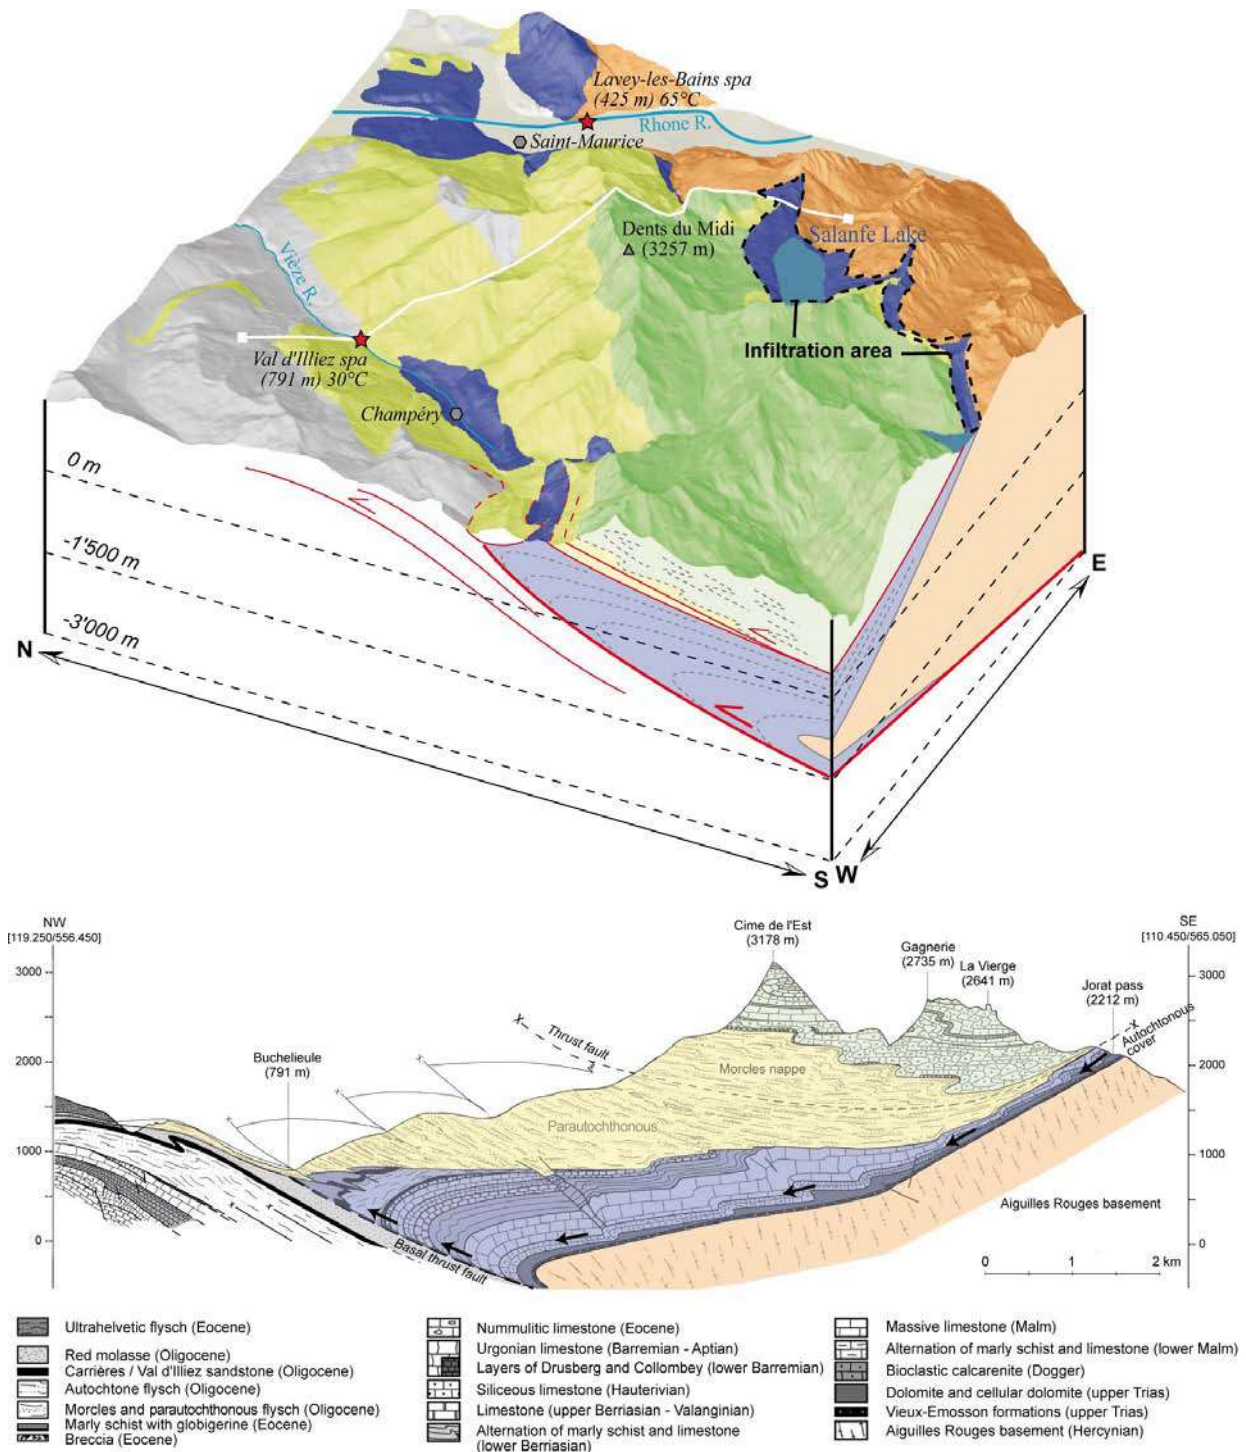 Lavey-les-Bains spa
(425 m) 65°C
Rhone R.
Saint-Maurice
Dents du Midi
(3257 m)
Salanfe Lake
Vièze R.
Infiltration area
Val d'Illiez spa
(791 m) 30°C
Champéry
0 m
-1'500 m
-3'000 m
N
E
S
W
NW
[119.250/556.450]
SE
[110.450/565.050]
Cime de l'Est
(3178 m)
Gagnerie
(2735 m)
La Vierge
(2641 m)
Jorat pass
(2212 m)
3000
3000
X
Thrust fault
X
Autochtonous
cover
Buchelieule
(791 m)
2000
2000
Morcles nappe
Parautochthonous
1000
1000
Aiguilles Rouges basement
0
0
Basal thrust fault
0 1 2 km
Ultrahelvetic flysch (Eocene)
Red molasse (Oligocene)
Carrières / Val d'Illiez sandstone (Oligocene)
Autochtone flysch (Oligocene)
Morcles and parautochthonous flysch (Oligocene)
Marly schist with globigerine (Eocene)
Breccia (Eocene)
Nummulitic limestone (Eocene)
Urgonian limestone (Barremian - Aptian)
Layers of Drusberg and Collombey (lower Barremian)
Siliceous limestone (Hauterivian)
Limestone (upper Berriasian - Valanginian)
Alternation of marly schist and limestone
(lower Berriasian)
Massive limestone (Malm)
Alternation of marly schist and limestone (lower Malm)
Bioclastic calcarenite (Dogger)
Dolomite and cellular dolomite (upper Trias)
Vieux-Emosson formations (upper Trias)
Aiguilles Rouges basement (Hercynian)